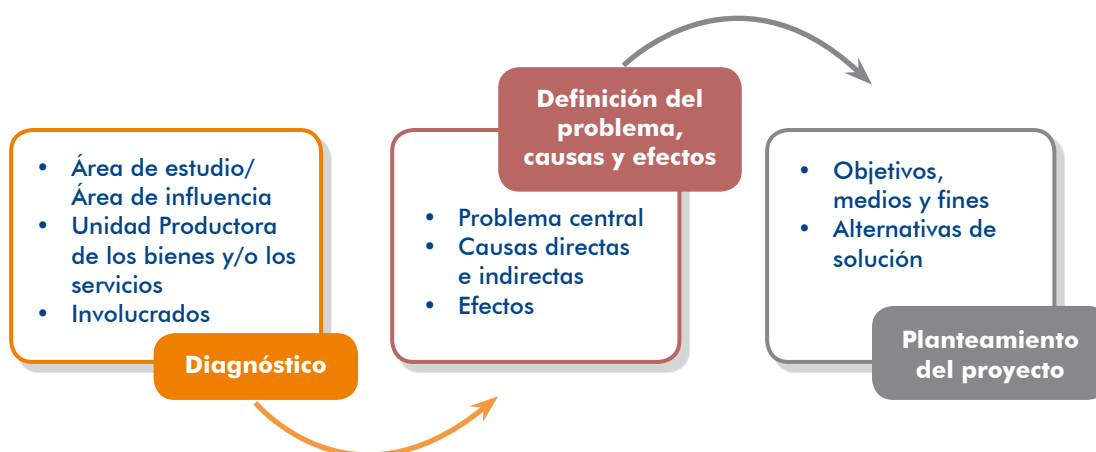 • Área de estudio/
Área de influencia
• Unidad Productora
de los bienes y/o los
servicios
• Involucrados
Diagnóstico
Definición del
problema,
causas y efectos
• Problema central
• Causas directas
e indirectas
• Efectos
• Objetivos,
medios y fines
• Alternativas de
solución
Planteamiento
del proyecto